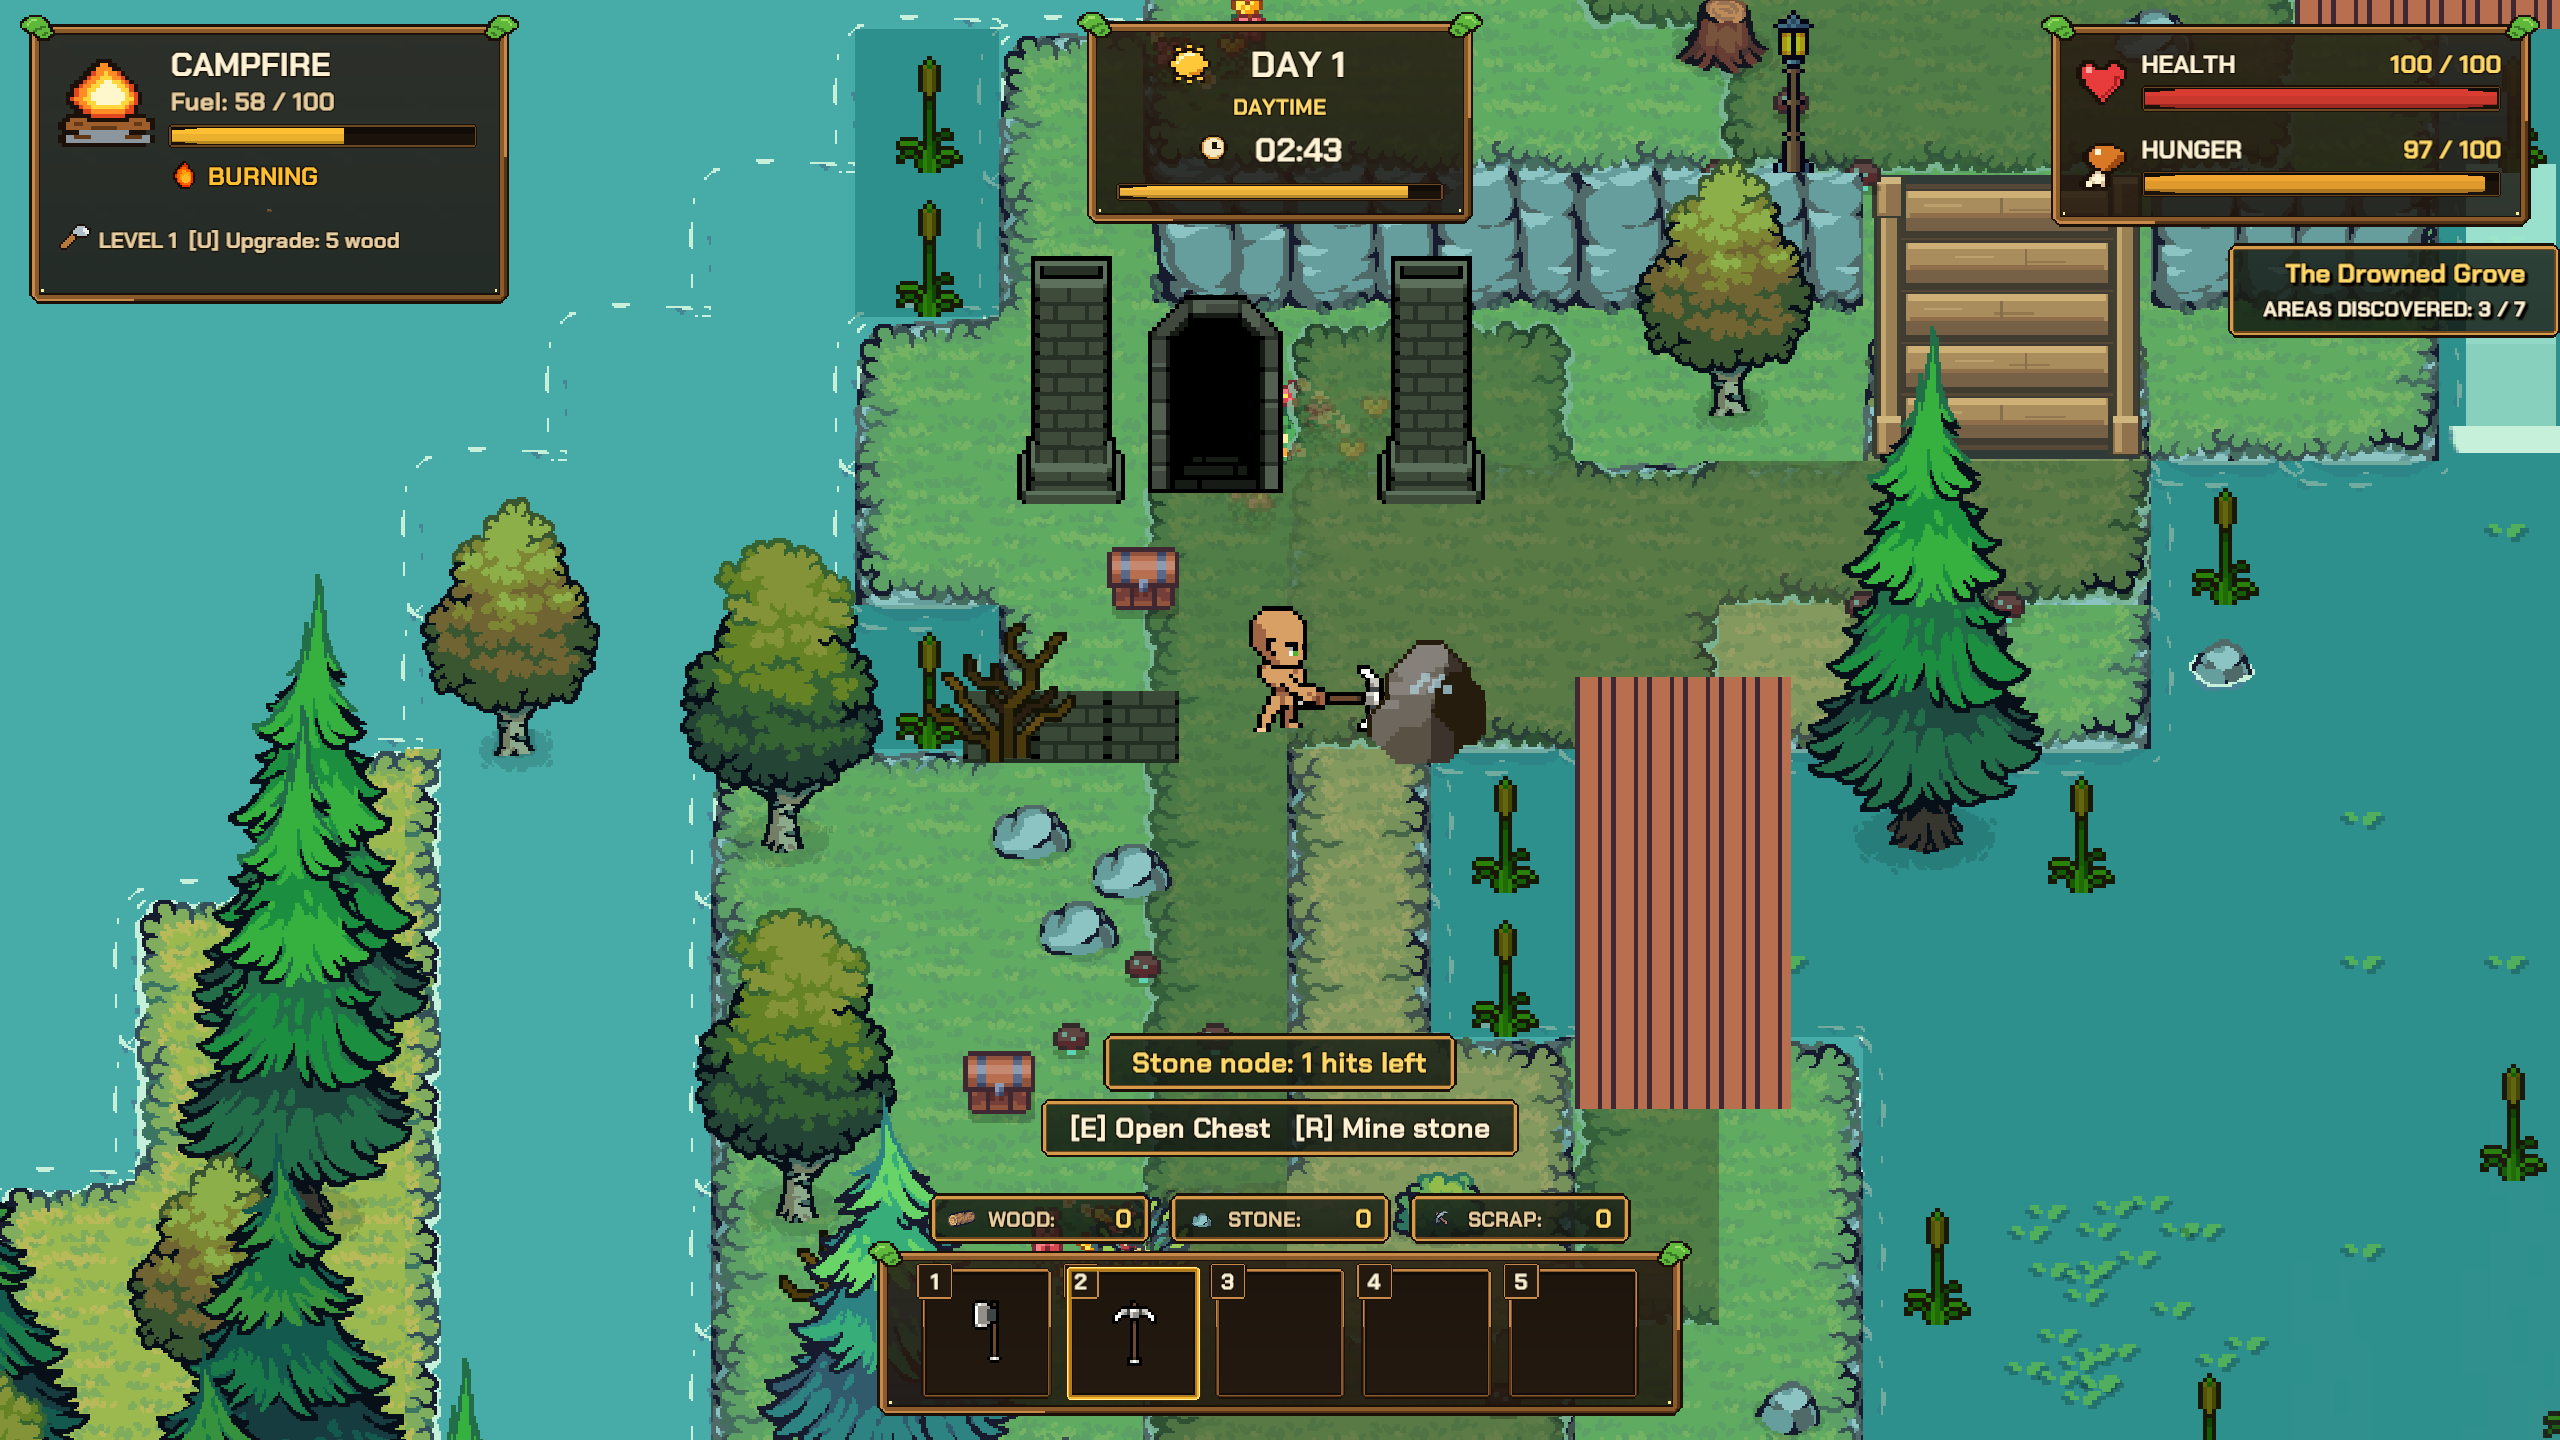 CAMPFIRE
Fuel: 58 / 100
BURNING
LEVEL 1 [U] Upgrade: 5 wood
DAY 1
DAYTIME
02:43
HEALTH 100 / 100
HUNGER 97 / 100
The Drowned Grove
AREAS DISCOVERED: 3 / 7
Stone node: 1 hits left
[E] Open Chest [R] Mine stone
WOOD: 0 STONE: 0 SCRAP: 0
1 2 3 4 5